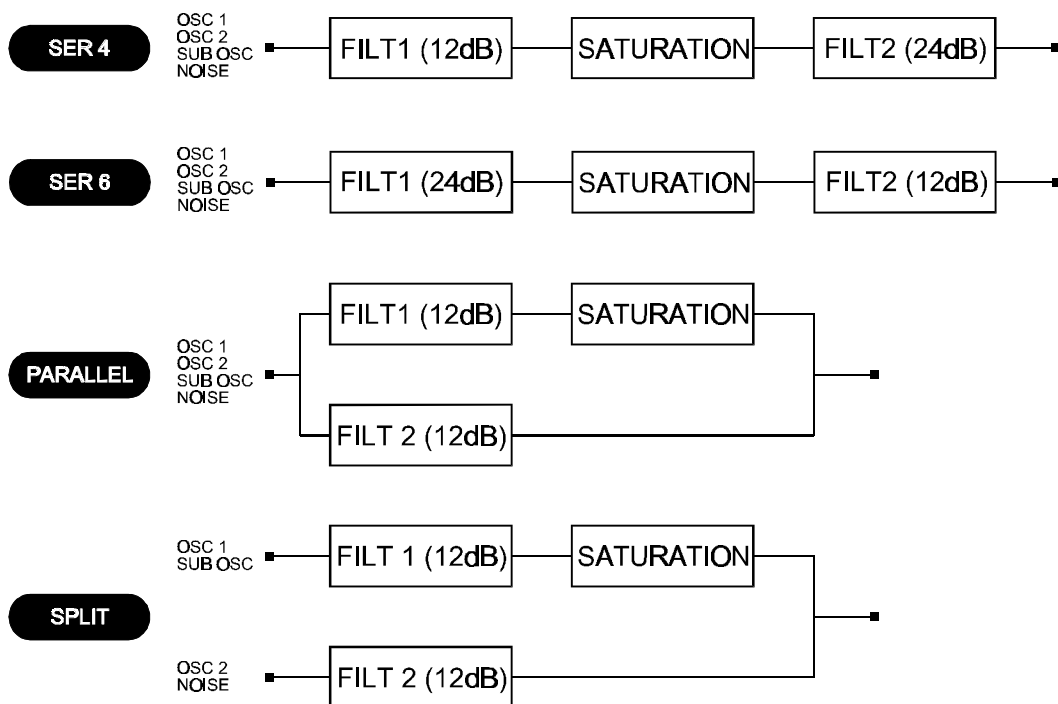 SER 4
OSC 1
OSC 2
SUB OSC
NOISE
FILT1 (12dB)
SATURATION
FILT2 (24dB)
SER 6
OSC 1
OSC 2
SUB OSC
NOISE
FILT1 (24dB)
SATURATION
FILT2 (12dB)
PARALLEL
OSC 1
OSC 2
SUB OSC
NOISE
FILT1 (12dB)
SATURATION
FILT 2 (12dB)
SPLIT
OSC 1
SUB OSC
FILT 1 (12dB)
SATURATION
OSC 2
NOISE
FILT 2 (12dB)